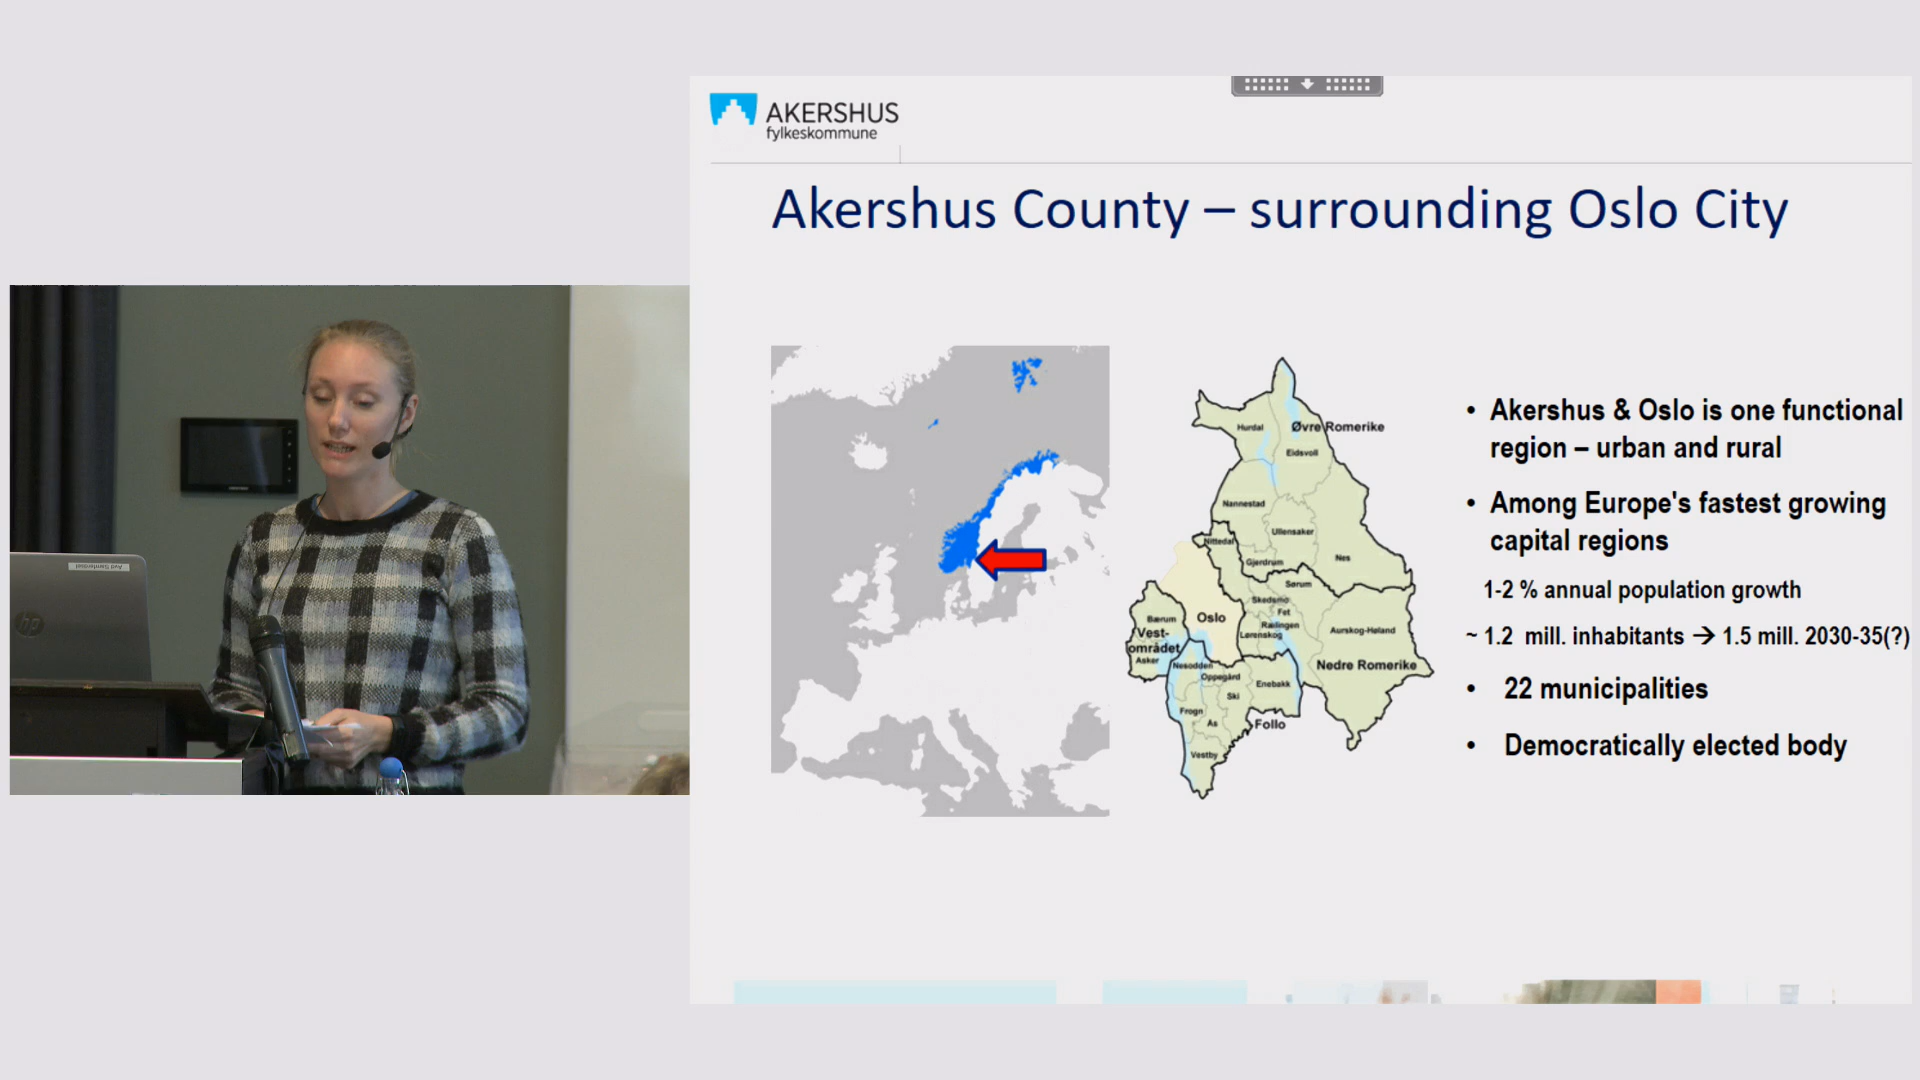 AKERSHUS
fylkeskommune
Akershus County – surrounding Oslo City
Hurdal
Øvre Romerike
Eidsvoll
Nannestad
Ullensaker
Nittedal
Nes
Gjerdrum
Sørum
Skedsmo
Fet
Oslo
Bærum
Rælingen
Aurskog-Høland
Vest-
Lørenskog
området
Asker
Nesodden
Nedre Romerike
Oppegård
Enebakk
Ski
Frogn
Ås
Follo
Vestby
• Akershus & Oslo is one functional
region – urban and rural
• Among Europe's fastest growing
capital regions
1-2 % annual population growth
~ 1.2 mill. inhabitants → 1.5 mill. 2030-35(?)
• 22 municipalities
• Democratically elected body
hp